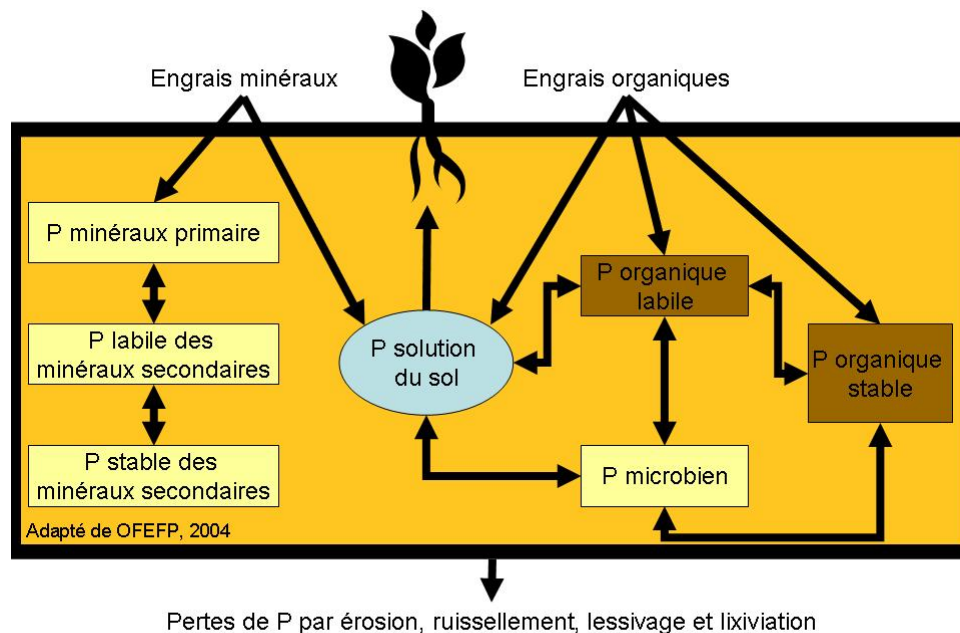 Engrais minéraux
Engrais organiques
P minéraux primaire
P labile des
minéraux secondaires
P stable des
minéraux secondaires
P solution
du sol
P organique
labile
P organique
stable
P microbien
Adapté de OFEFP, 2004
Pertes de P par érosion, ruissellement, lessivage et lixiviation